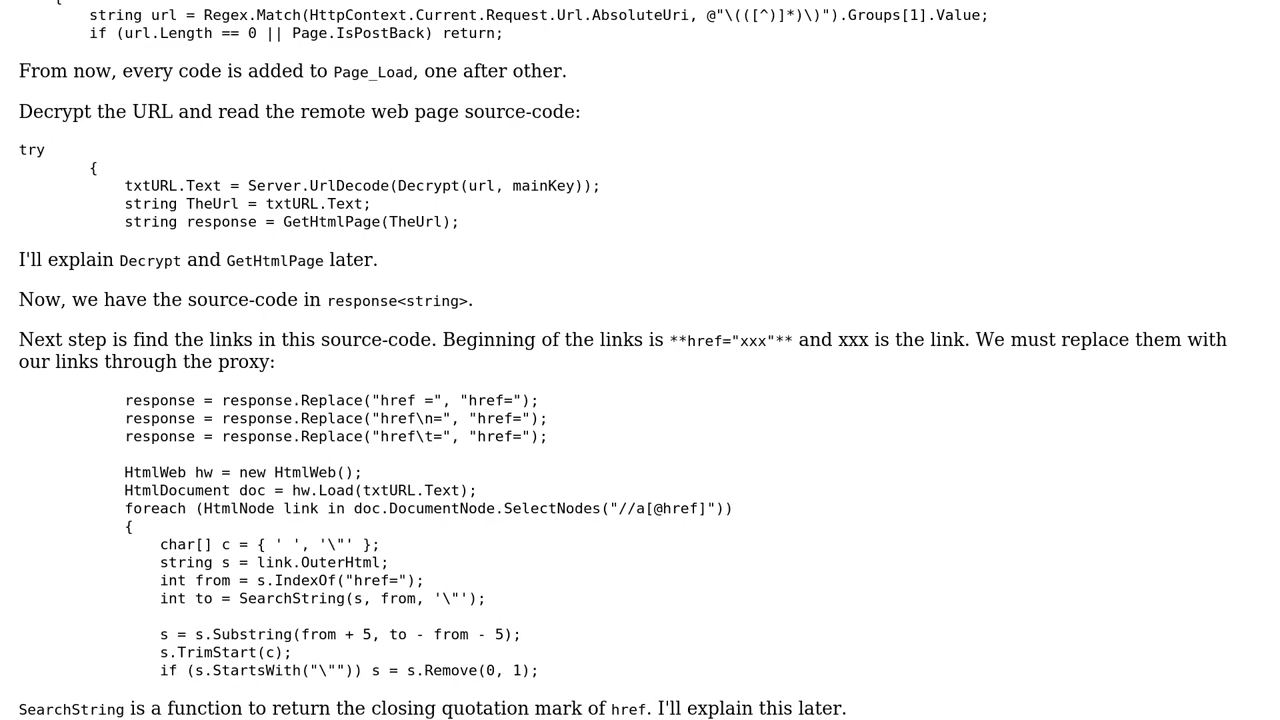 {
string url = Regex.Match(HttpContext.Current.Request.Url.AbsoluteUri, @"\(([^)]*)\)").Groups[1].Value;
if (url.Length == 0 || Page.IsPostBack) return;
From now, every code is added to Page_Load, one after other.
Decrypt the URL and read the remote web page source-code:
try
{
txtURL.Text = Server.UrlDecode(Decrypt(url, mainKey));
string TheUrl = txtURL.Text;
string response = GetHtmlPage(TheUrl);
I'll explain Decrypt and GetHtmlPage later.
Now, we have the source-code in response<string>.
Next step is find the links in this source-code. Beginning of the links is **href="xxx"** and xxx is the link. We must replace them with
our links through the proxy:
response = response.Replace("href =", "href=");
response = response.Replace("href\n=", "href=");
response = response.Replace("href\t=", "href=");
HtmlWeb hw = new HtmlWeb();
HtmlDocument doc = hw.Load(txtURL.Text);
foreach (HtmlNode link in doc.DocumentNode.SelectNodes("//a[@href]"))
{
char[] c = { ' ', '\"' };
string s = link.OuterHtml;
int from = s.IndexOf("href=");
int to = SearchString(s, from, '\"');
s = s.Substring(from + 5, to - from - 5);
s.TrimStart(c);
if (s.StartsWith("\"")) s = s.Remove(0, 1);
SearchString is a function to return the closing quotation mark of href. I'll explain this later.